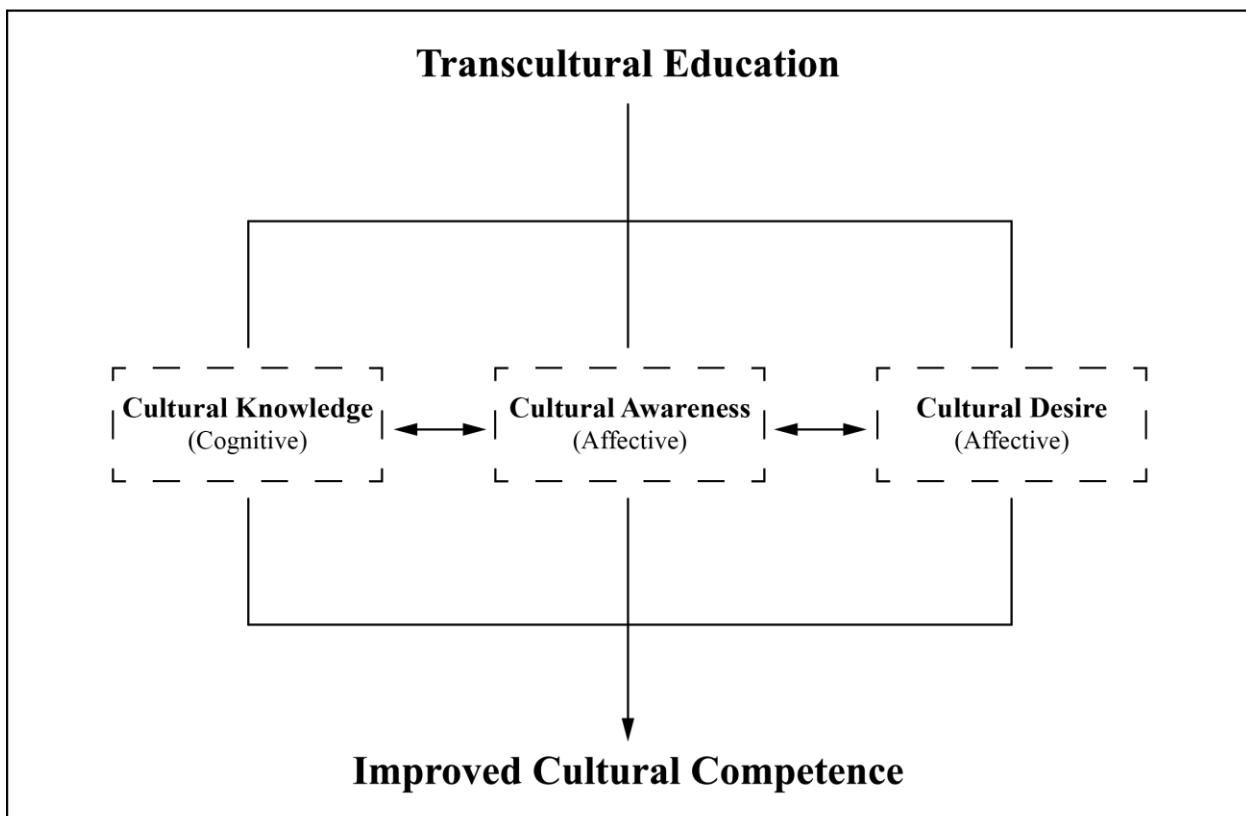 Transcultural Education
Cultural Knowledge
(Cognitive)
Cultural Awareness
(Affective)
Cultural Desire
(Affective)
Improved Cultural Competence